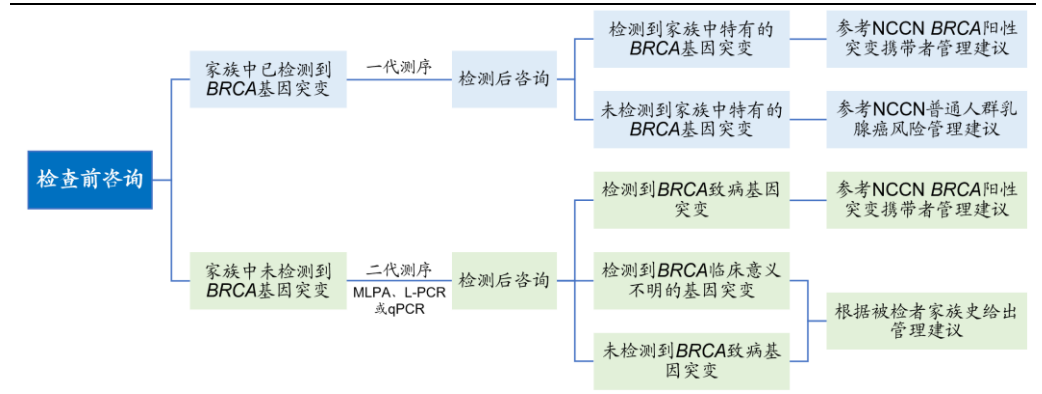 检查前咨询
家族中已检测到
BRCA基因突变
一代测序
检测后咨询
检测到家族中特有的
BRCA基因突变
参考NCCN BRCA阳性
突变携带者管理建议
未检测到家族中特有的
BRCA基因突变
参考NCCN普通人群乳
腺癌风险管理建议
家族中未检测到
BRCA基因突变
二代测序
MLPA、L-PCR
或qPCR
检测后咨询
检测到BRCA致病基因
突变
参考NCCN BRCA阳性
突变携带者管理建议
检测到BRCA临床意义
不明的基因突变
未检测到BRCA致病基
因突变
根据被检者家族史给出
管理建议